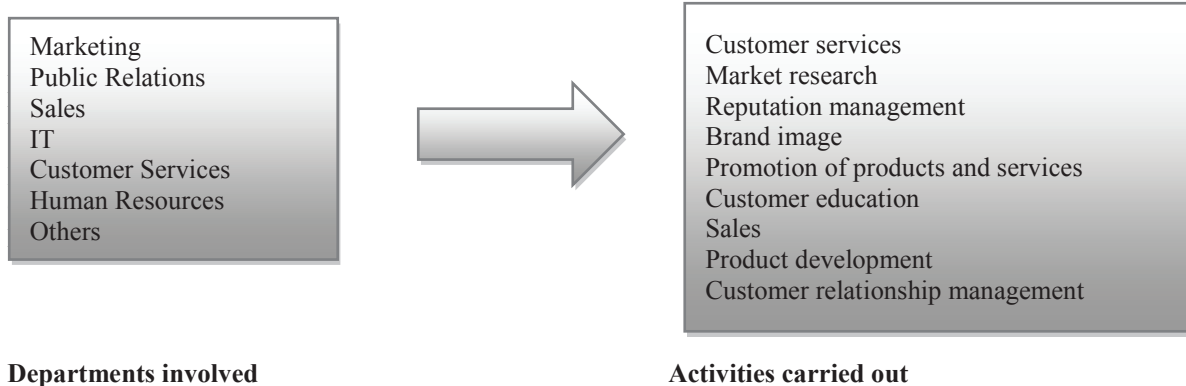 Marketing
Public Relations
Sales
IT
Customer Services
Human Resources
Others
Customer services
Market research
Reputation management
Brand image
Promotion of products and services
Customer education
Sales
Product development
Customer relationship management
Departments involved
Activities carried out